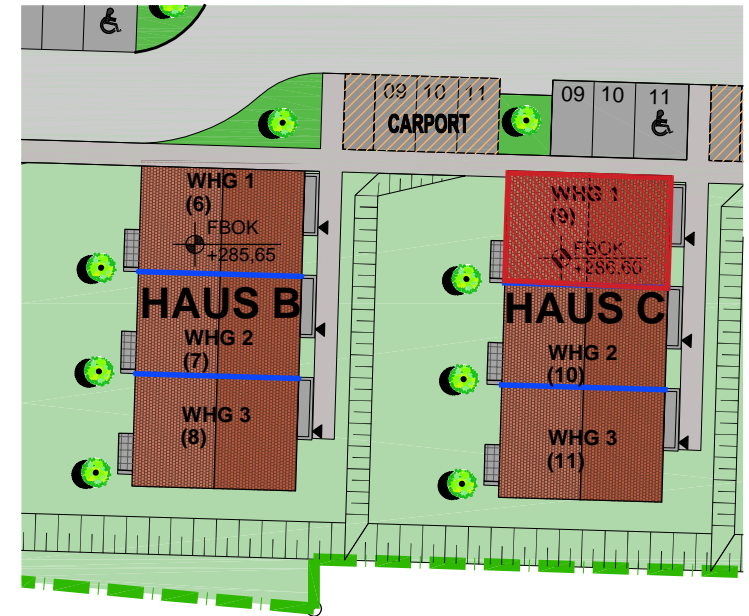 09 10 11
CARPORT
09 10 11
WHG 1
(6)
FBOK
+285,65
HAUS B
WHG 2
(7)
WHG 3
(8)
WHG 1
(9)
FBOK
+286,60
HAUS C
WHG 2
(10)
WHG 3
(11)